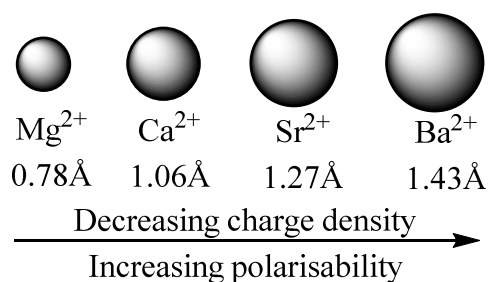 Mg²⁺ Ca²⁺ Sr²⁺ Ba²⁺
0.78Å 1.06Å 1.27Å 1.43Å
Decreasing charge density
Increasing polarisability